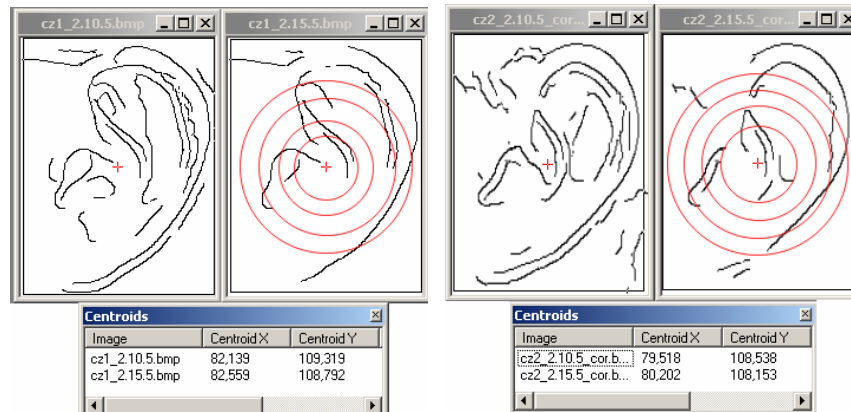 cz1_2.10.5.bmp
cz1_2.15.5.bmp
cz2_2.10.5_cor...
cz2_2.15.5_cor...
Centroids
Image Centroid X Centroid Y
cz1_2.10.5.bmp 82,139 109,319
cz1_2.15.5.bmp 82,559 108,792
Centroids
Image Centroid X Centroid Y
cz2_2.10.5_cor.b... 79,518 108,538
cz2_2.15.5_cor.b... 80,202 108,153